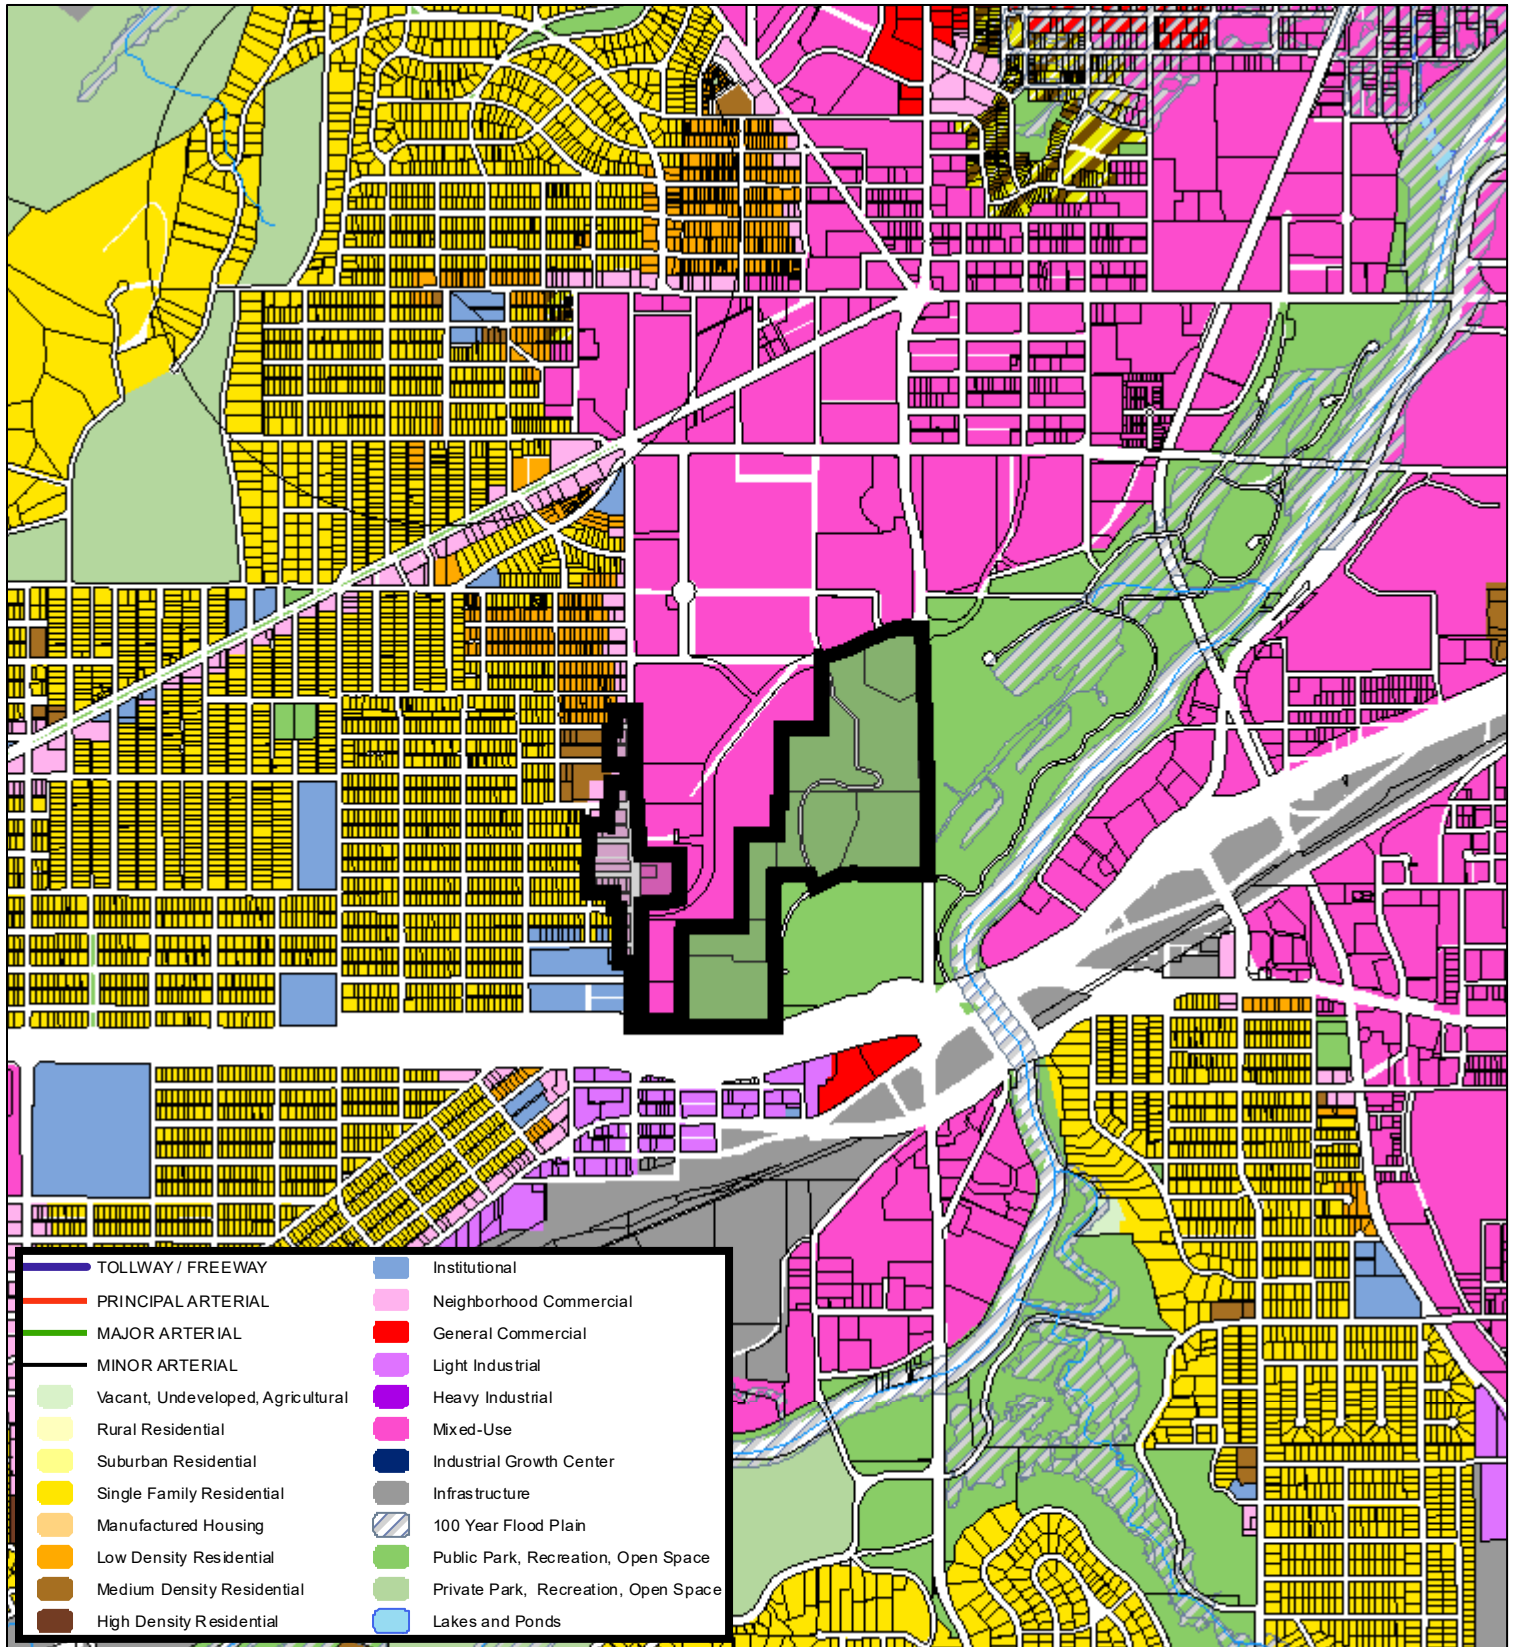 TOLLWAY / FREEWAY
PRINCIPAL ARTERIAL
MAJOR ARTERIAL
MINOR ARTERIAL
Vacant, Undeveloped, Agricultural
Rural Residential
Suburban Residential
Single Family Residential
Manufactured Housing
Low Density Residential
Medium Density Residential
High Density Residential
Institutional
Neighborhood Commercial
General Commercial
Light Industrial
Heavy Industrial
Mixed-Use
Industrial Growth Center
Infrastructure
100 Year Flood Plain
Public Park, Recreation, Open Space
Private Park, Recreation, Open Space
Lakes and Ponds